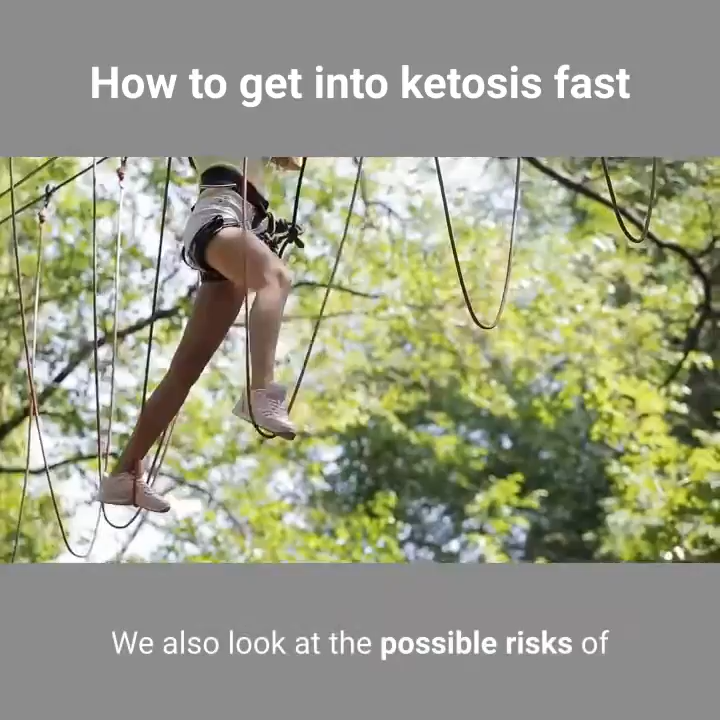 How to get into ketosis fast
We also look at the possible risks of